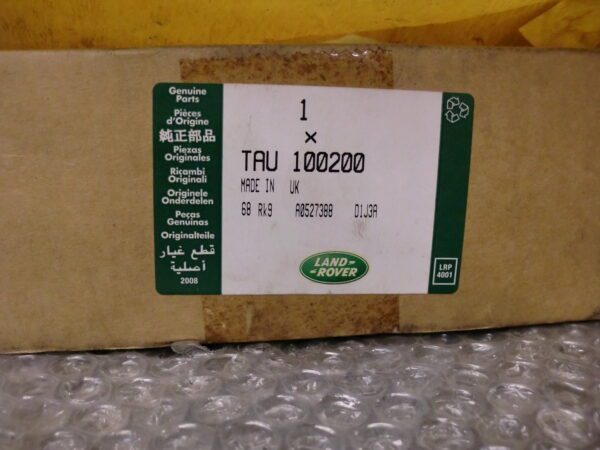 Genuine
Parts
Pièces
d'Origine
純正部品
Piezas
Originales
Ricambi
Originali
Originele
Onderdelen
Peças
Genuinas
Originalteile
قطع غيار
أصلية
2008
1
x
TAU 100200
MADE IN UK
68 Rk9 A0527388 D1J3A
LAND-
-ROVER
LRP
4001